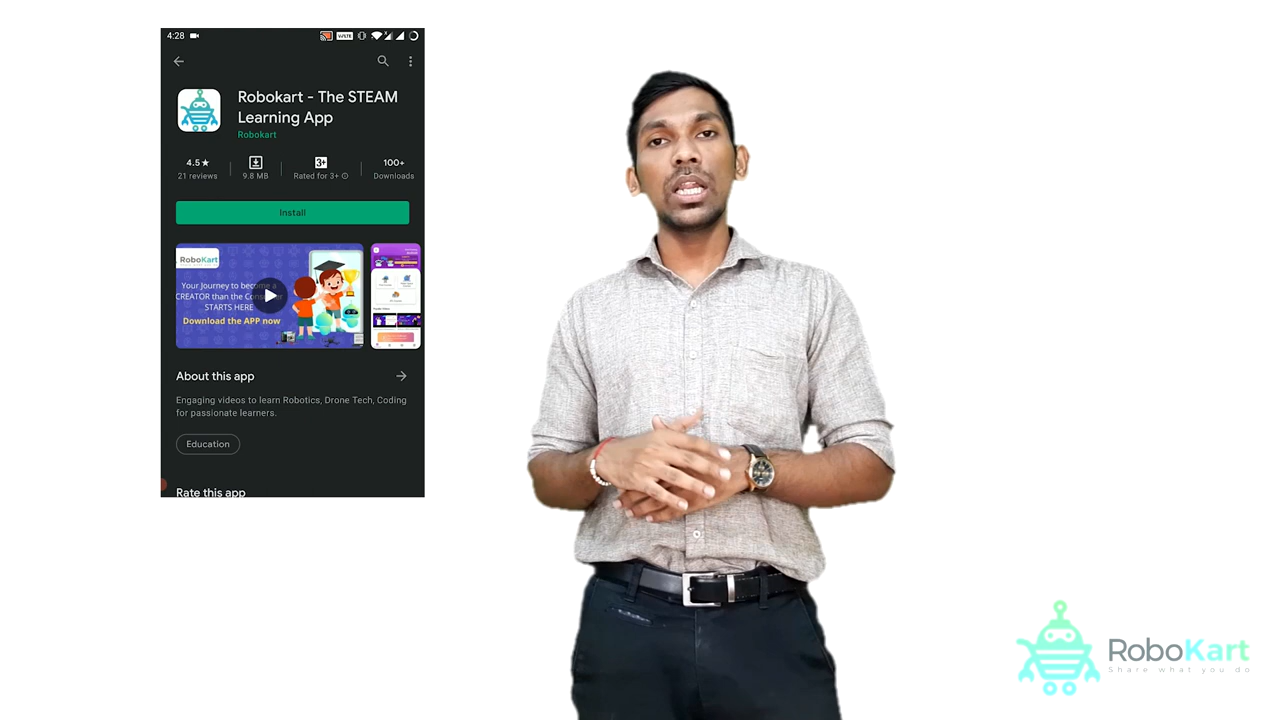 4:28
VoLTE
Robokart - The STEAM
Learning App
Robokart
4.5★
21 reviews
9.8 MB
3+
Rated for 3+
100+
Downloads
Install
RoboKart
Your Journey to become a
CREATOR than the
STARTS HERE
Download the APP now
About this app
Engaging videos to learn Robotics, Drone Tech, Coding
for passionate learners.
Education
Rate this app
RoboKart
Share what you do